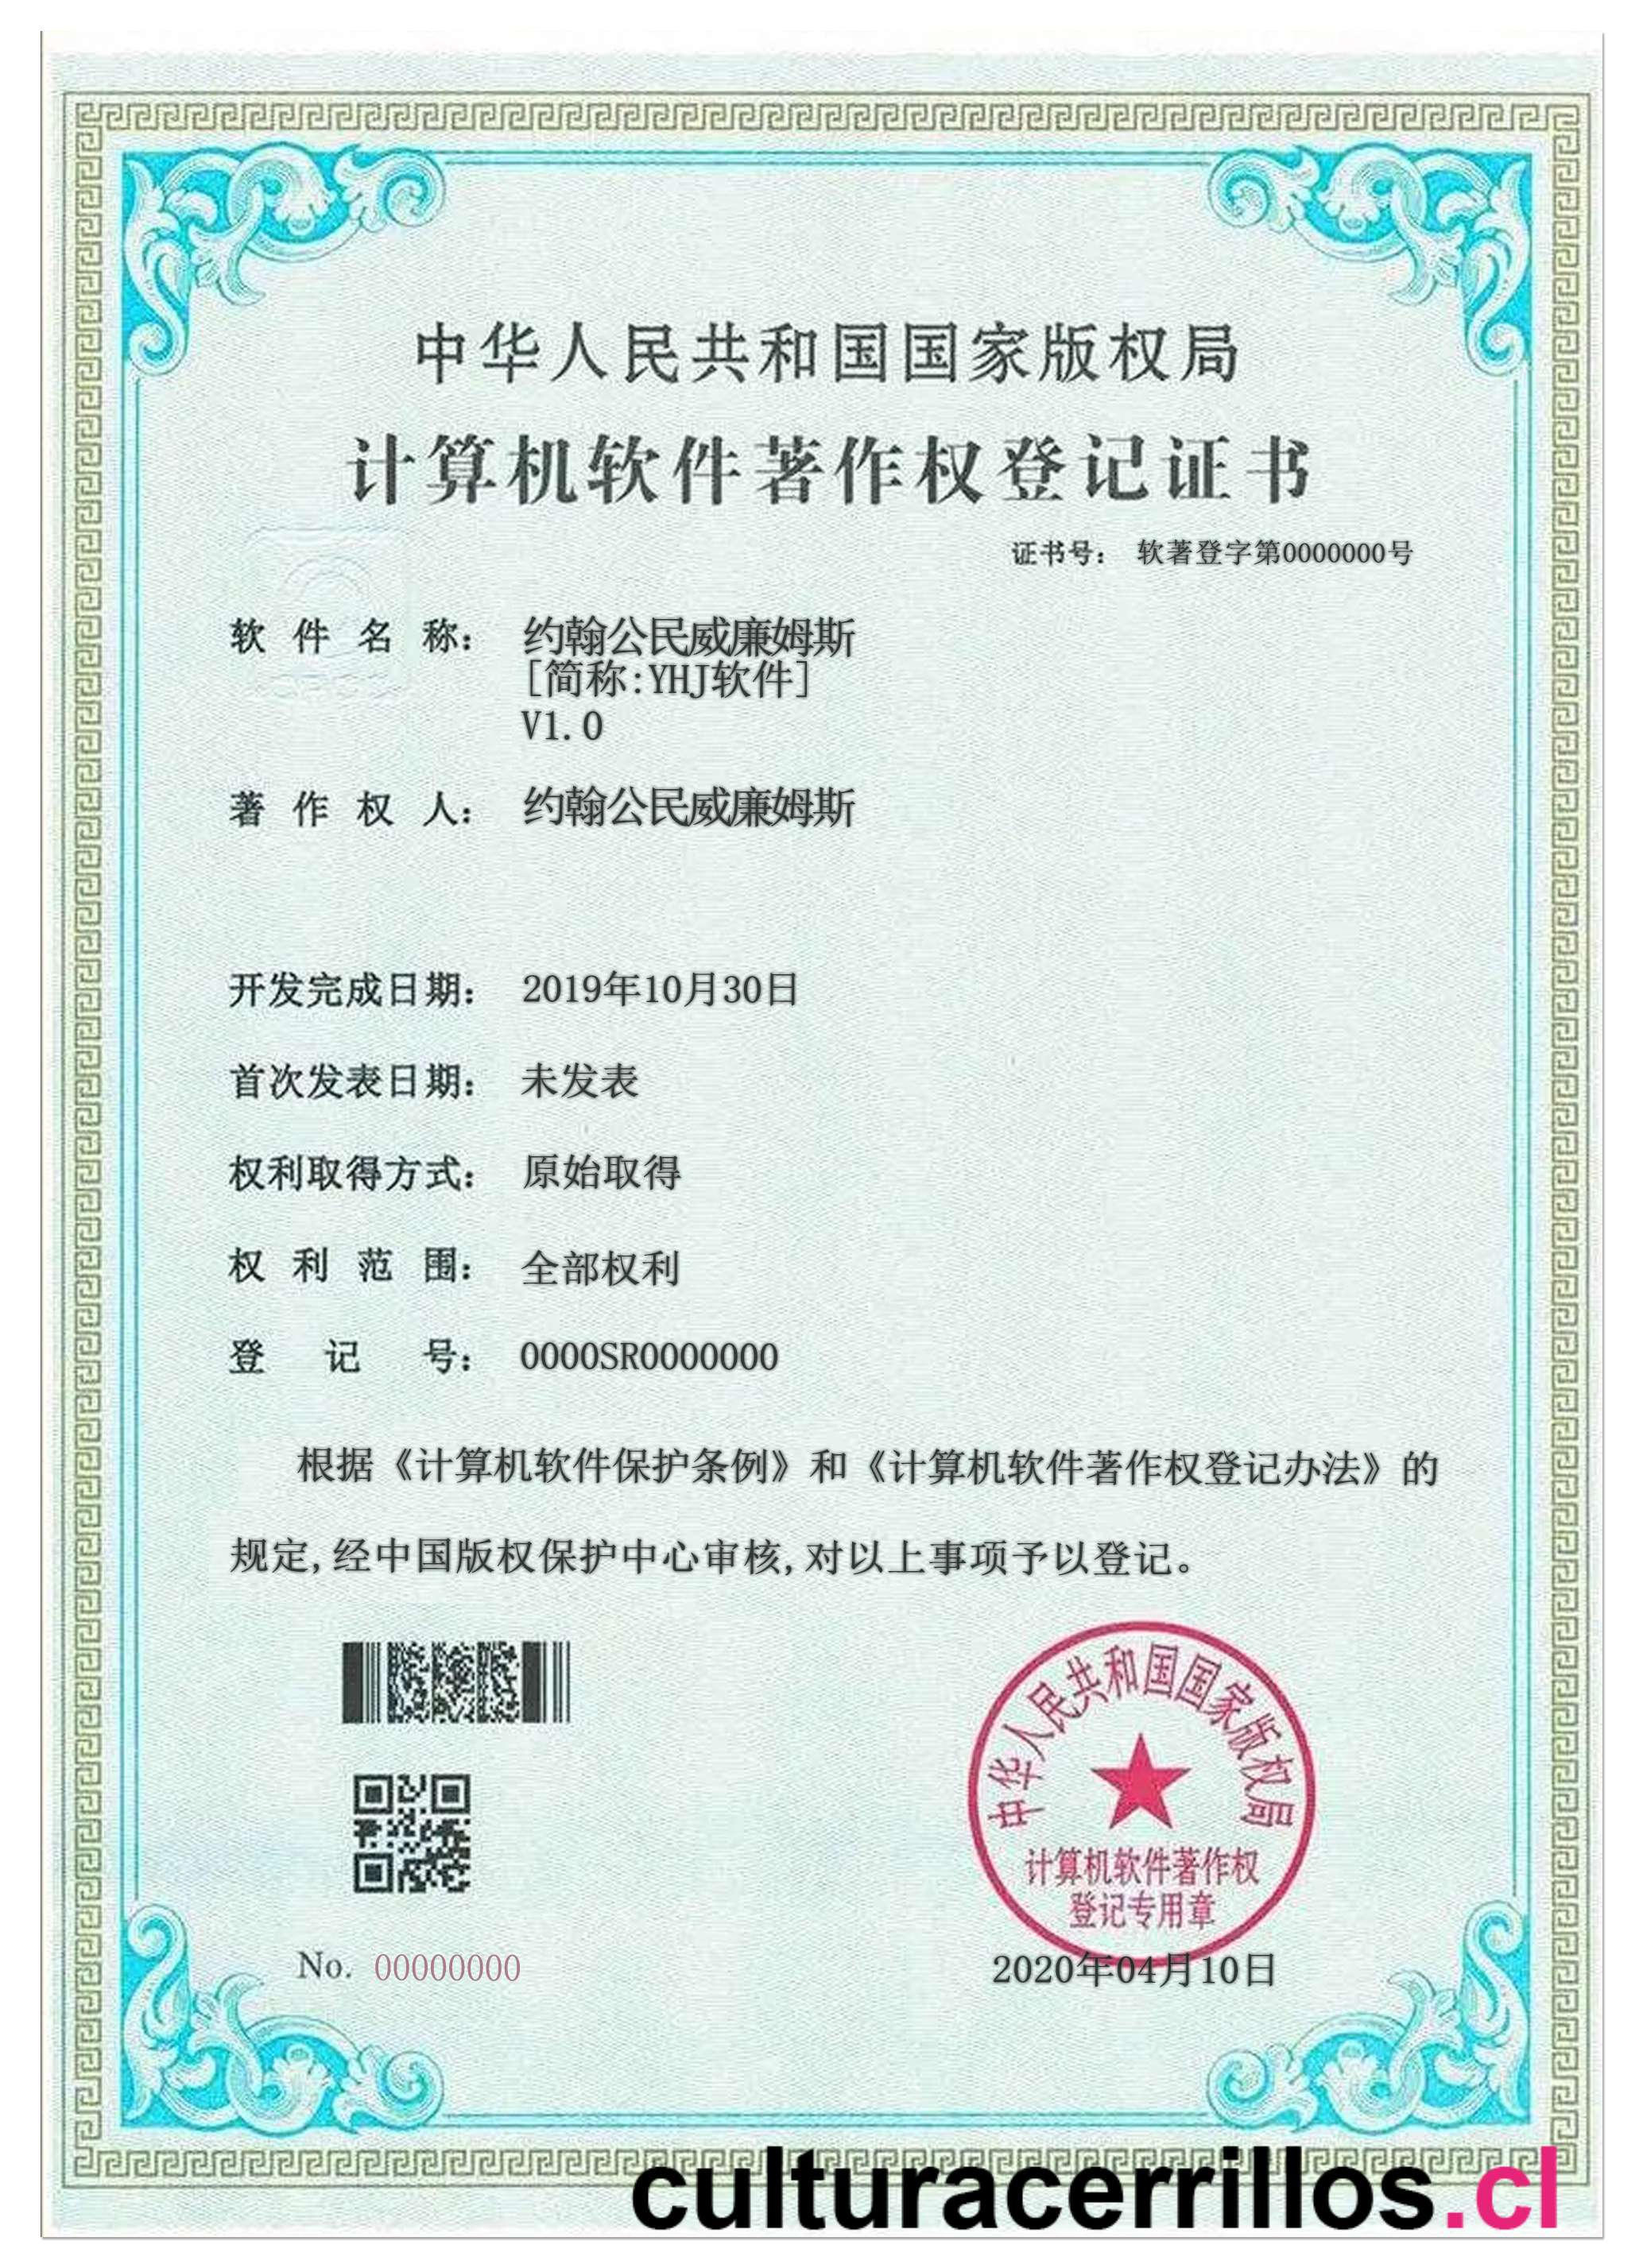 中华人民共和国国家版权局
计算机软件著作权登记证书
证书号： 软著登字第0000000号
软件名称： 约翰公民威廉姆斯
[简称:YHJ软件]
V1.0
著作权人： 约翰公民威廉姆斯
开发完成日期： 2019年10月30日
首次发表日期： 未发表
权利取得方式： 原始取得
权利范围： 全部权利
登记号： 0000SR0000000
根据《计算机软件保护条例》和《计算机软件著作权登记办法》的
规定,经中国版权保护中心审核,对以上事项予以登记。
中华人民共和国国家版权局
计算机软件著作权
登记专用章
No. 00000000
2020年04月10日
culturacerrillos.cl